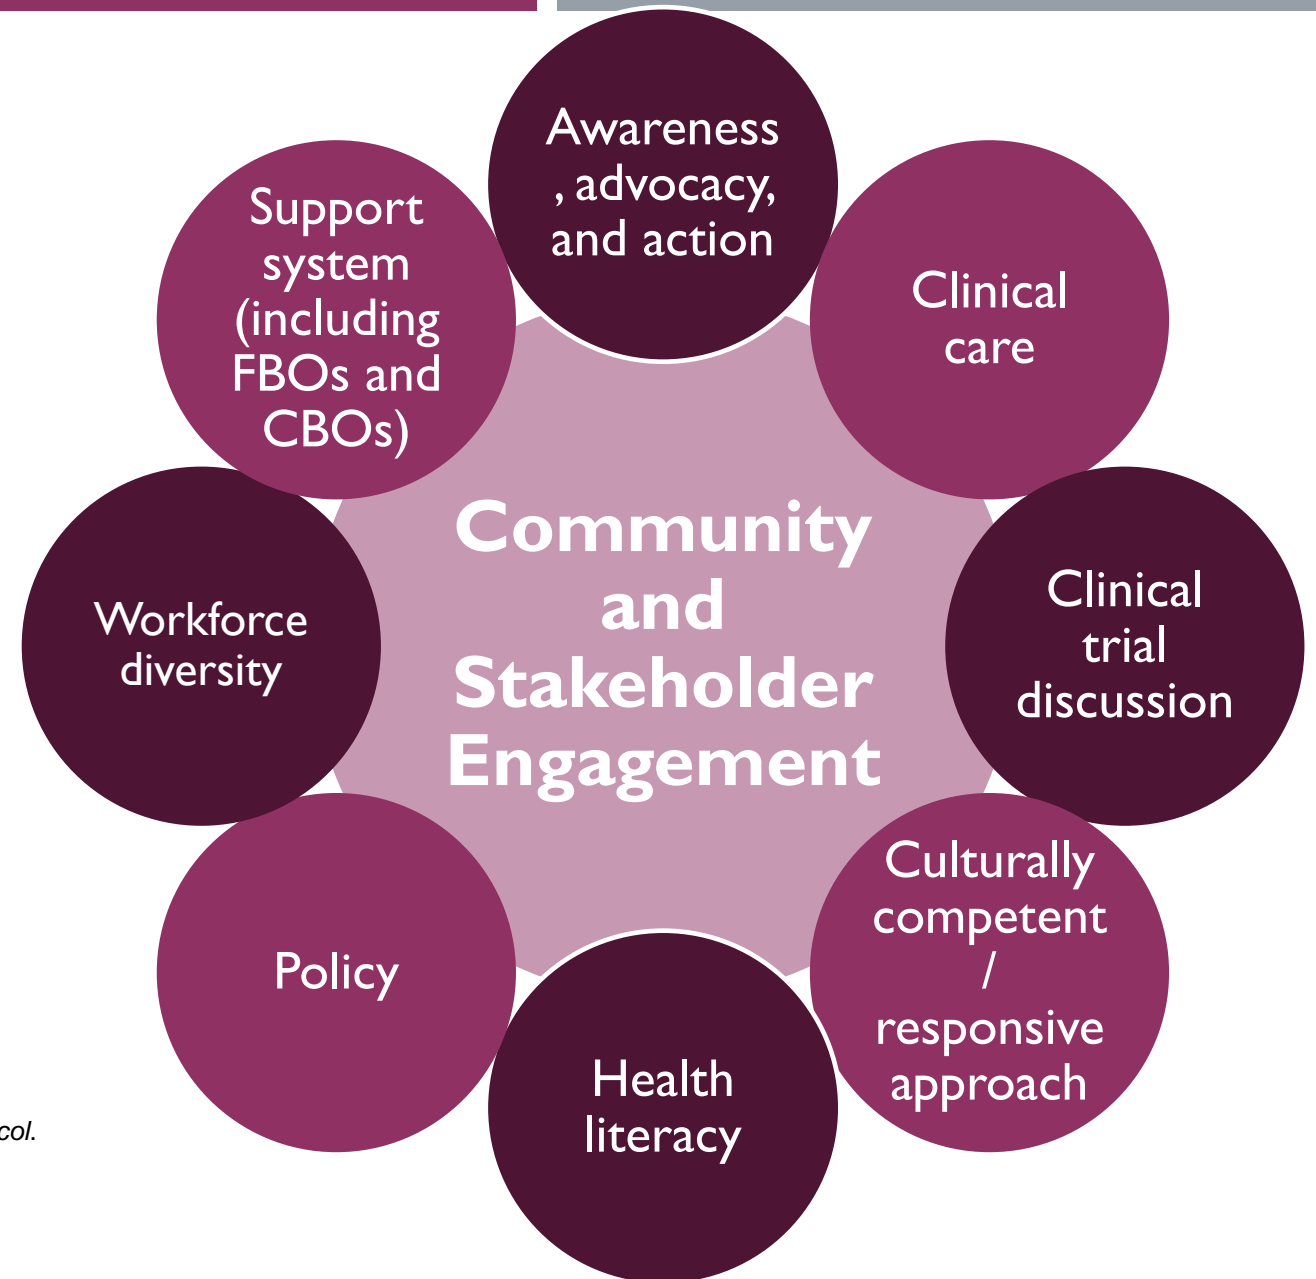 Awareness
, advocacy,
and action
Clinical
care
Clinical
trial
discussion
Culturally
competent
/
responsive
approach
Health
literacy
Policy
Workforce
diversity
Support
system
(including
FBOs and
CBOs)
Community
and
Stakeholder
Engagement
col.